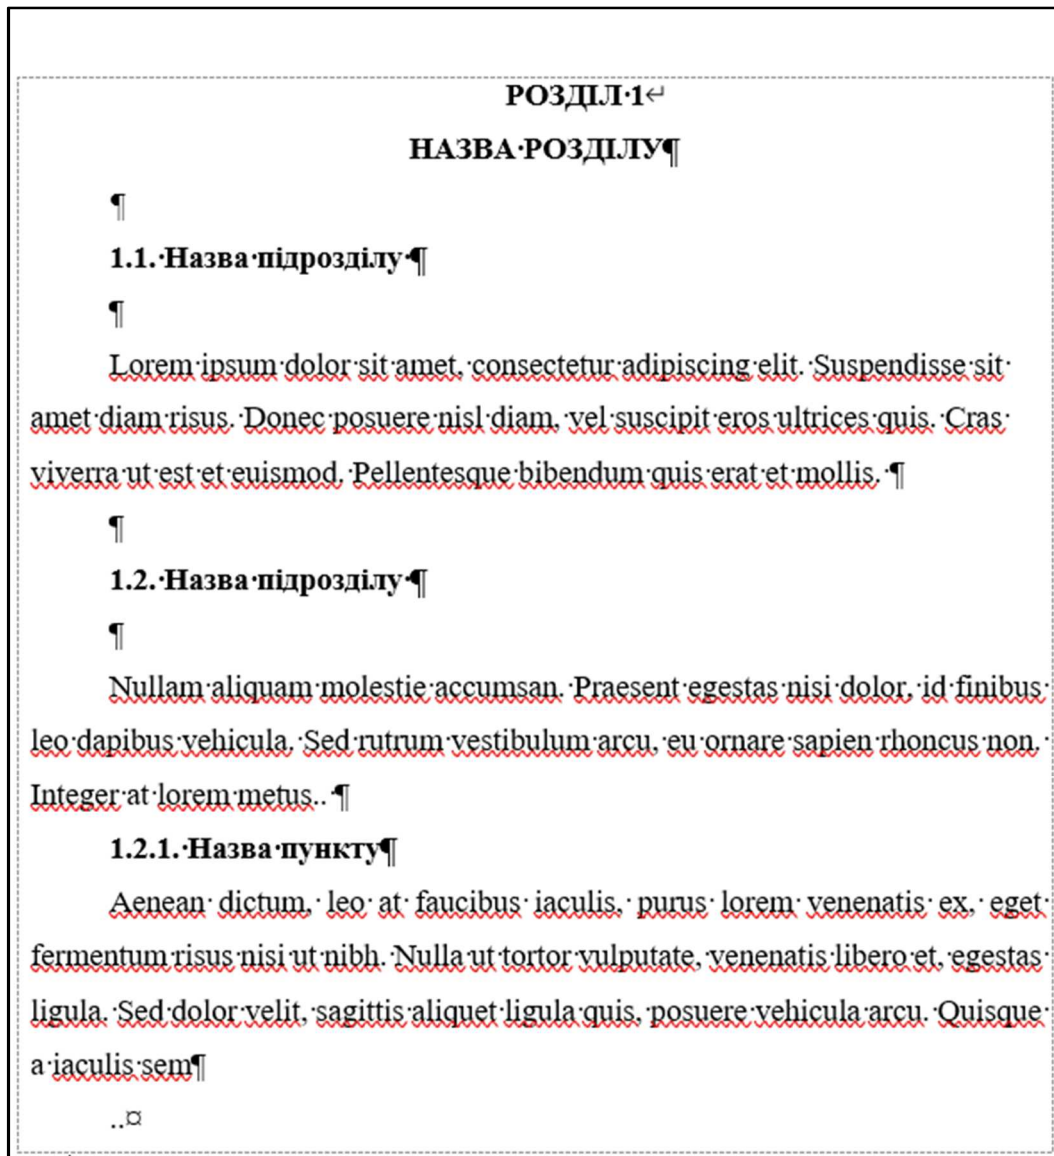 РОЗДІЛ 1
НАЗВА РОЗДІЛУ
1.1. Назва підрозділу
Lorem ipsum dolor sit amet, consectetur adipiscing elit. Suspendisse sit
amet diam risus. Donec posuere nisl diam, vel suscipit eros ultrices quis. Cras
viverra ut est et euismod. Pellentesque bibendum quis erat et mollis.
1.2. Назва підрозділу
Nullam aliquam molestie accumsan. Praesent egestas nisi dolor, id finibus
leo dapibus vehicula. Sed rutrum vestibulum arcu, eu ornare sapien rhoncus non.
Integer at lorem metus..
1.2.1. Назва пункту
Aenean dictum, leo at faucibus iaculis, purus lorem venenatis ex, eget
fermentum risus nisi ut nibh. Nulla ut tortor vulputate, venenatis libero et, egestas
ligula. Sed dolor velit, sagittis aliquet ligula quis, posuere vehicula arcu. Quisque
a iaculis sem
..